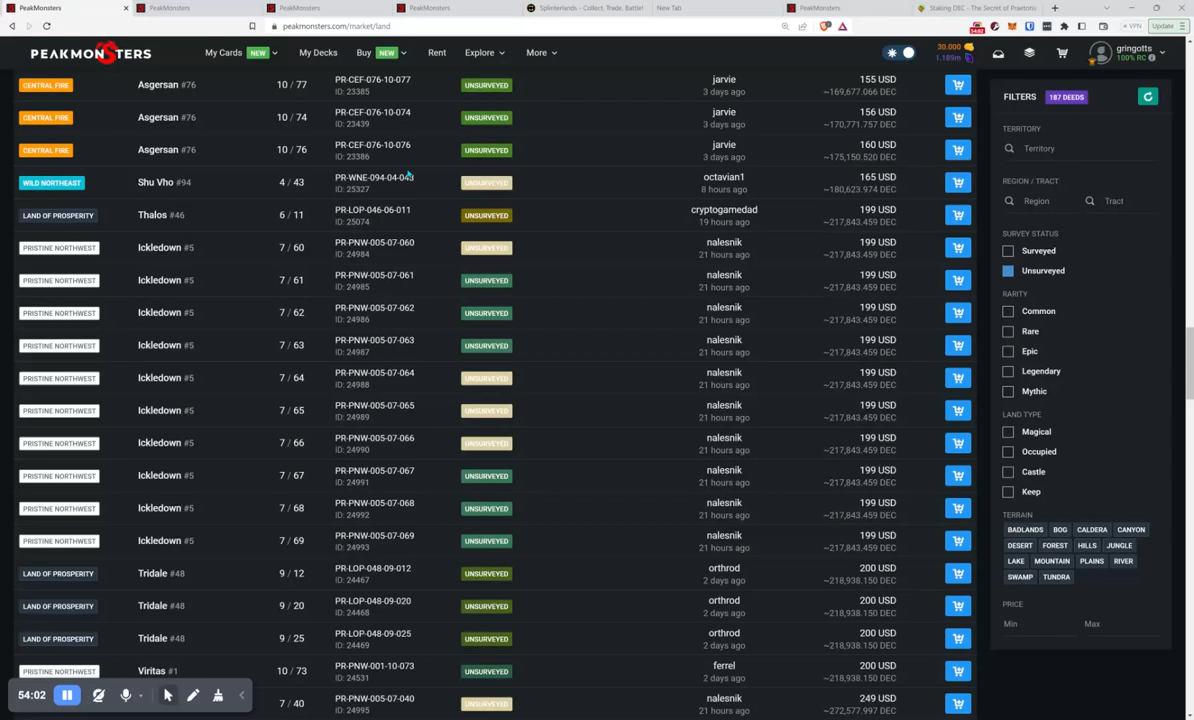 PeakMonsters
PeakMonsters
PeakMonsters
PeakMonsters
Splinterlands - Collect, Trade, Battle!
New Tab
PeakMonsters
Staking DEC - The Secret of Praetoria
peakmonsters.com/market/land
VPN
Update
PEAKMONSTERS
My Cards NEW
My Decks
Buy NEW
Rent
Explore
More
30.000
1.189m
gringotts
100% RC
CENTRAL FIRE Asgersan #76 10 / 77 PR-CEF-076-10-077 UNSURVEYED jarvie 155 USD
ID: 23385 3 days ago ~169,677.066 DEC
CENTRAL FIRE Asgersan #76 10 / 74 PR-CEF-076-10-074 UNSURVEYED jarvie 156 USD
ID: 23439 3 days ago ~170,771.757 DEC
CENTRAL FIRE Asgersan #76 10 / 76 PR-CEF-076-10-076 UNSURVEYED jarvie 160 USD
ID: 23386 3 days ago ~175,150.520 DEC
WILD NORTHEAST Shu Vho #94 4 / 43 PR-WNE-094-04-043 UNSURVEYED octavian1 165 USD
ID: 25327 8 hours ago ~180,623.974 DEC
LAND OF PROSPERITY Thalos #46 6 / 11 PR-LOP-046-06-011 UNSURVEYED cryptogamedad 199 USD
ID: 25074 19 hours ago ~217,843.459 DEC
PRISTINE NORTHWEST Ickledown #5 7 / 60 PR-PNW-005-07-060 UNSURVEYED nalesnik 199 USD
ID: 24984 21 hours ago ~217,843.459 DEC
PRISTINE NORTHWEST Ickledown #5 7 / 61 PR-PNW-005-07-061 UNSURVEYED nalesnik 199 USD
ID: 24985 21 hours ago ~217,843.459 DEC
PRISTINE NORTHWEST Ickledown #5 7 / 62 PR-PNW-005-07-062 UNSURVEYED nalesnik 199 USD
ID: 24986 21 hours ago ~217,843.459 DEC
PRISTINE NORTHWEST Ickledown #5 7 / 63 PR-PNW-005-07-063 UNSURVEYED nalesnik 199 USD
ID: 24987 21 hours ago ~217,843.459 DEC
PRISTINE NORTHWEST Ickledown #5 7 / 64 PR-PNW-005-07-064 UNSURVEYED nalesnik 199 USD
ID: 24988 21 hours ago ~217,843.459 DEC
PRISTINE NORTHWEST Ickledown #5 7 / 65 PR-PNW-005-07-065 UNSURVEYED nalesnik 199 USD
ID: 24989 21 hours ago ~217,843.459 DEC
PRISTINE NORTHWEST Ickledown #5 7 / 66 PR-PNW-005-07-066 UNSURVEYED nalesnik 199 USD
ID: 24990 21 hours ago ~217,843.459 DEC
PRISTINE NORTHWEST Ickledown #5 7 / 67 PR-PNW-005-07-067 UNSURVEYED nalesnik 199 USD
ID: 24991 21 hours ago ~217,843.459 DEC
PRISTINE NORTHWEST Ickledown #5 7 / 68 PR-PNW-005-07-068 UNSURVEYED nalesnik 199 USD
ID: 24992 21 hours ago ~217,843.459 DEC
PRISTINE NORTHWEST Ickledown #5 7 / 69 PR-PNW-005-07-069 UNSURVEYED nalesnik 199 USD
ID: 24993 21 hours ago ~217,843.459 DEC
LAND OF PROSPERITY Tridale #48 9 / 12 PR-LOP-048-09-012 UNSURVEYED orthrod 200 USD
ID: 24467 2 days ago ~218,938.150 DEC
LAND OF PROSPERITY Tridale #48 9 / 20 PR-LOP-048-09-020 UNSURVEYED orthrod 200 USD
ID: 24468 2 days ago ~218,938.150 DEC
LAND OF PROSPERITY Tridale #48 9 / 25 PR-LOP-048-09-025 UNSURVEYED orthrod 200 USD
ID: 24469 2 days ago ~218,938.150 DEC
PRISTINE NORTHWEST Viritas #1 10 / 73 PR-PNW-001-10-073 UNSURVEYED ferrel 200 USD
ID: 24531 2 days ago ~218,938.150 DEC
7 / 40 PR-PNW-005-07-040 UNSURVEYED nalesnik 249 USD
ID: 24995 21 hours ago ~272,577.997 DEC
54:02
FILTERS 187 DEEDS
TERRITORY
Territory
REGION / TRACT
Region Tract
SURVEY STATUS
Surveyed
Unsurveyed
RARITY
Common
Rare
Epic
Legendary
Mythic
LAND TYPE
Magical
Occupied
Castle
Keep
TERRAIN
BADLANDS BOG CALDERA CANYON
DESERT FOREST HILLS JUNGLE
LAKE MOUNTAIN PLAINS RIVER
SWAMP TUNDRA
PRICE
Min Max